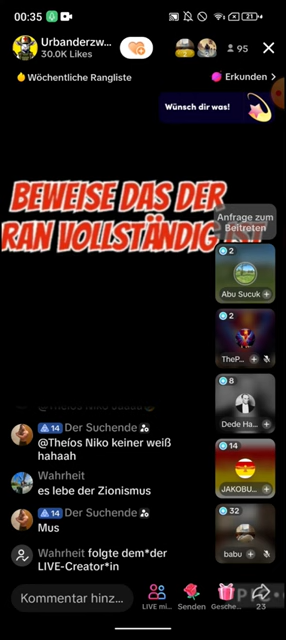 00:35
21
Urbanderzw...
30.0K Likes
95
Wöchentliche Rangliste
Erkunden >
Wünsch dir was!
BEWEISE DAS DER
RAN VOLLSTÄNDIG
Anfrage zum
Beitreten
2
Abu Sucuk
2
TheP...
8
Dede Ha...
14
JAKOBU...
32
babu
14 Der Suchende
@Theíos Niko keiner weiß
hahaah
Wahrheit
es lebe der Zionismus
14 Der Suchende
Mus
Wahrheit folgte dem*der
LIVE-Creator*in
Kommentar hinz...
LIVE mi...
Senden
Gesche...
23